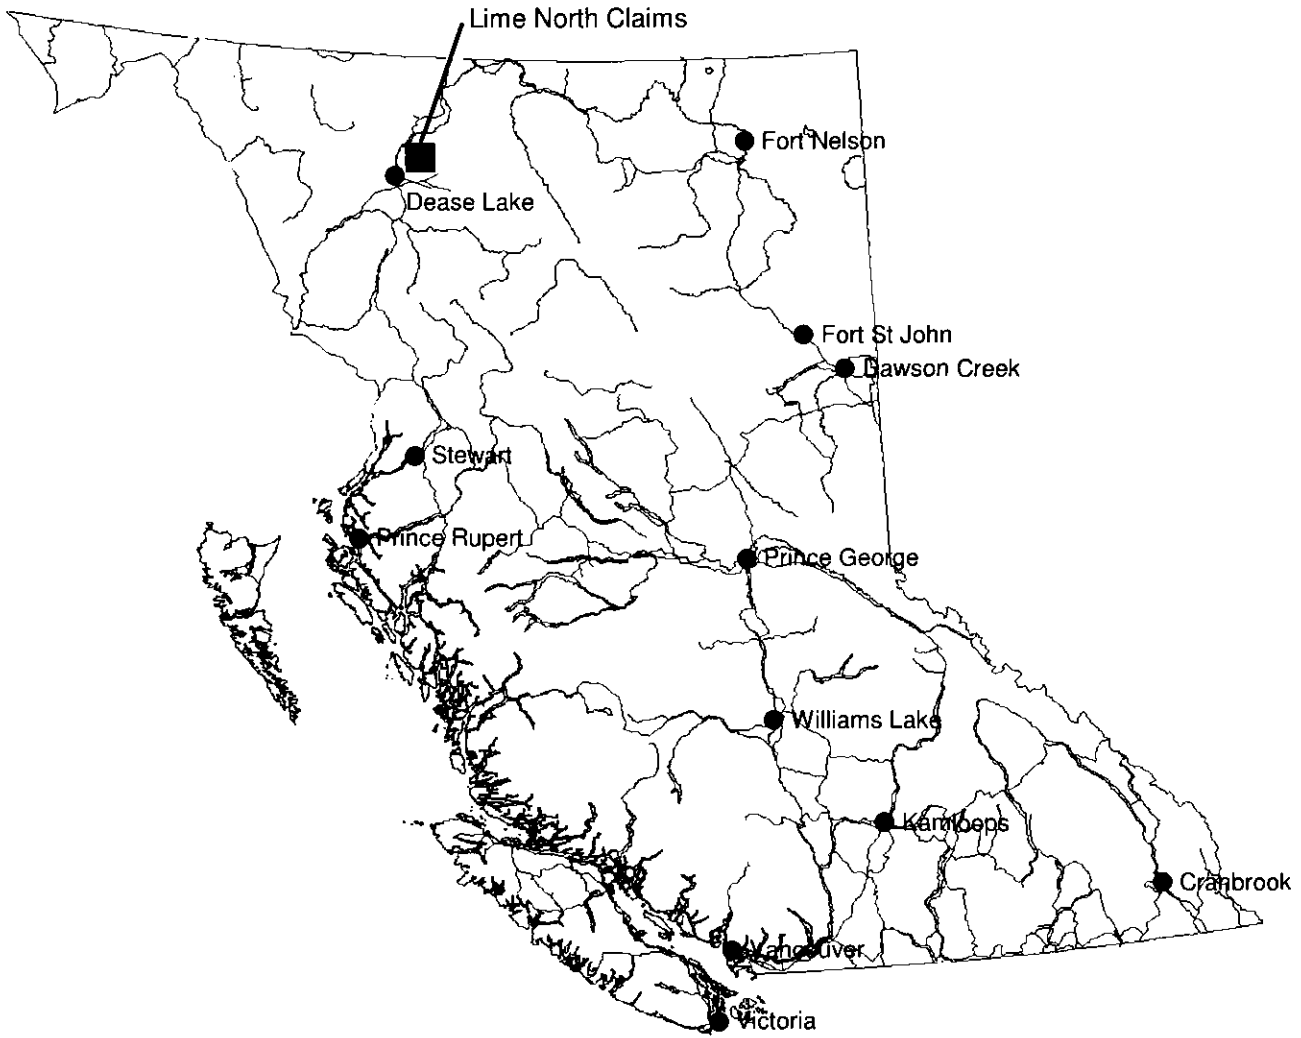 Lime North Claims
Fort Nelson
Dease Lake
Fort St John
Dawson Creek
Stewart
Prince Rupert
Prince George
Williams Lake
Kamloops
Cranbrook
Vancouver
Victoria